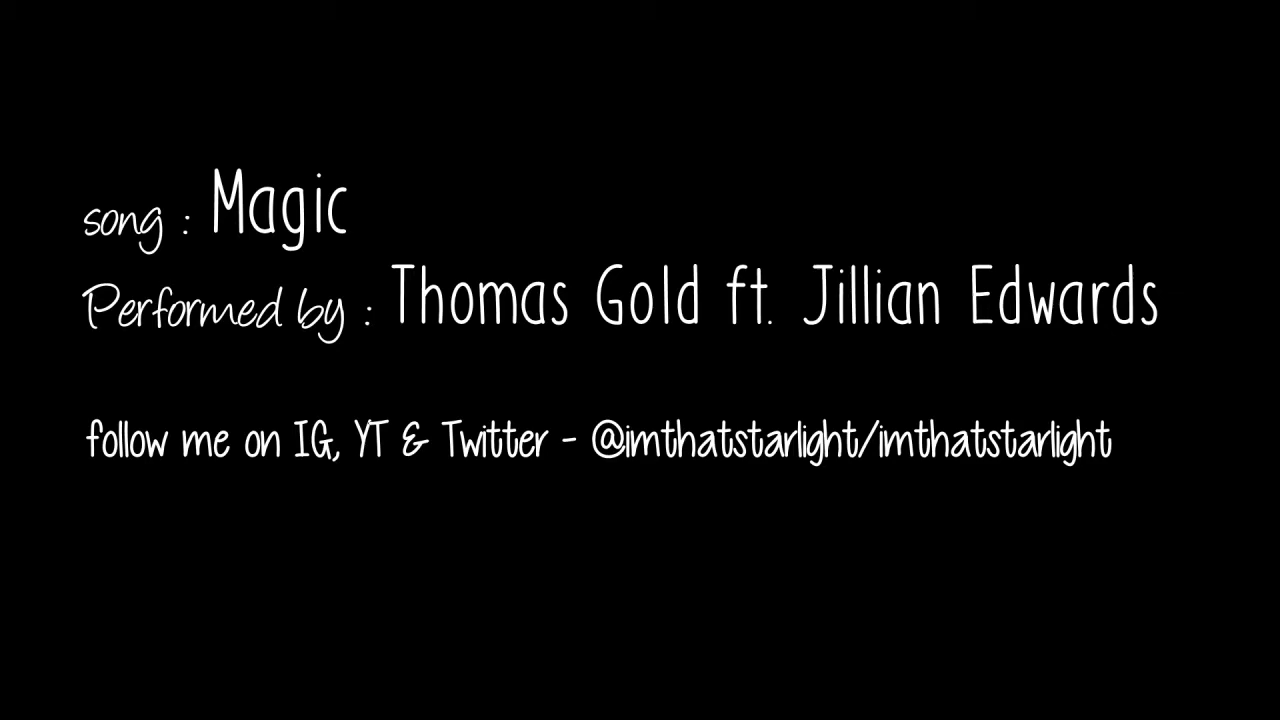 song : Magic
Performed by : Thomas Gold ft. Jillian Edwards
follow me on IG, YT & Twitter - @imthatstarlight/imthatstarlight